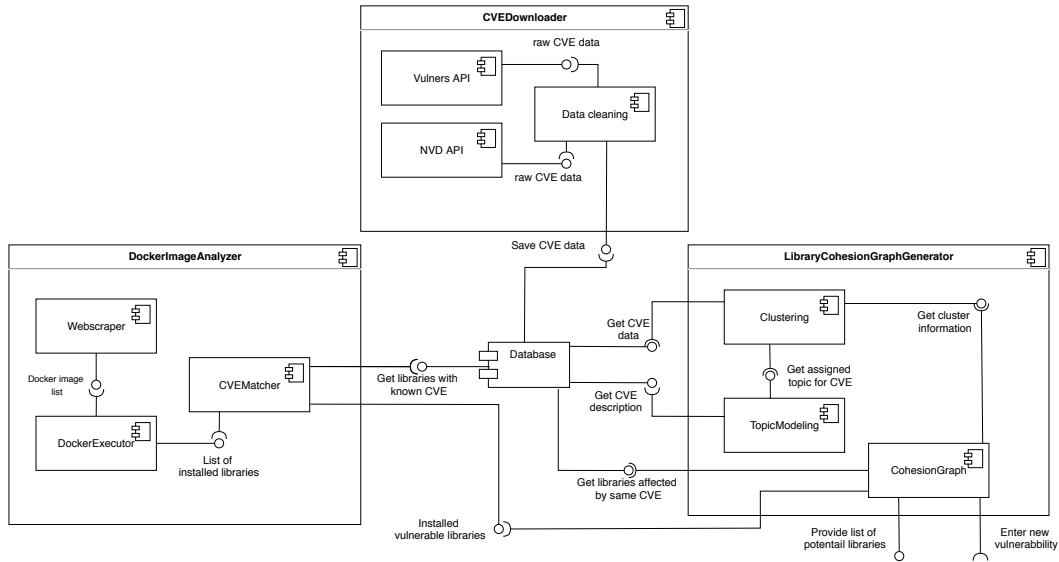 CVEDownloader
raw CVE data
Vulners API
Data cleaning
NVD API
raw CVE data
Save CVE data
DockerImageAnalyzer
Webscraper
Docker image
list
DockerExecutor
CVEMatcher
List of
installed libraries
Get libraries with
known CVE
Database
Installed
vulnerable libraries
LibraryCohesionGraphGenerator
Get CVE
data
Clustering
Get cluster
information
Get assigned
topic for CVE
Get CVE
description
TopicModeling
CohesionGraph
Get libraries affected
by same CVE
Provide list of
potentail libraries
Enter new
vulnerabbility